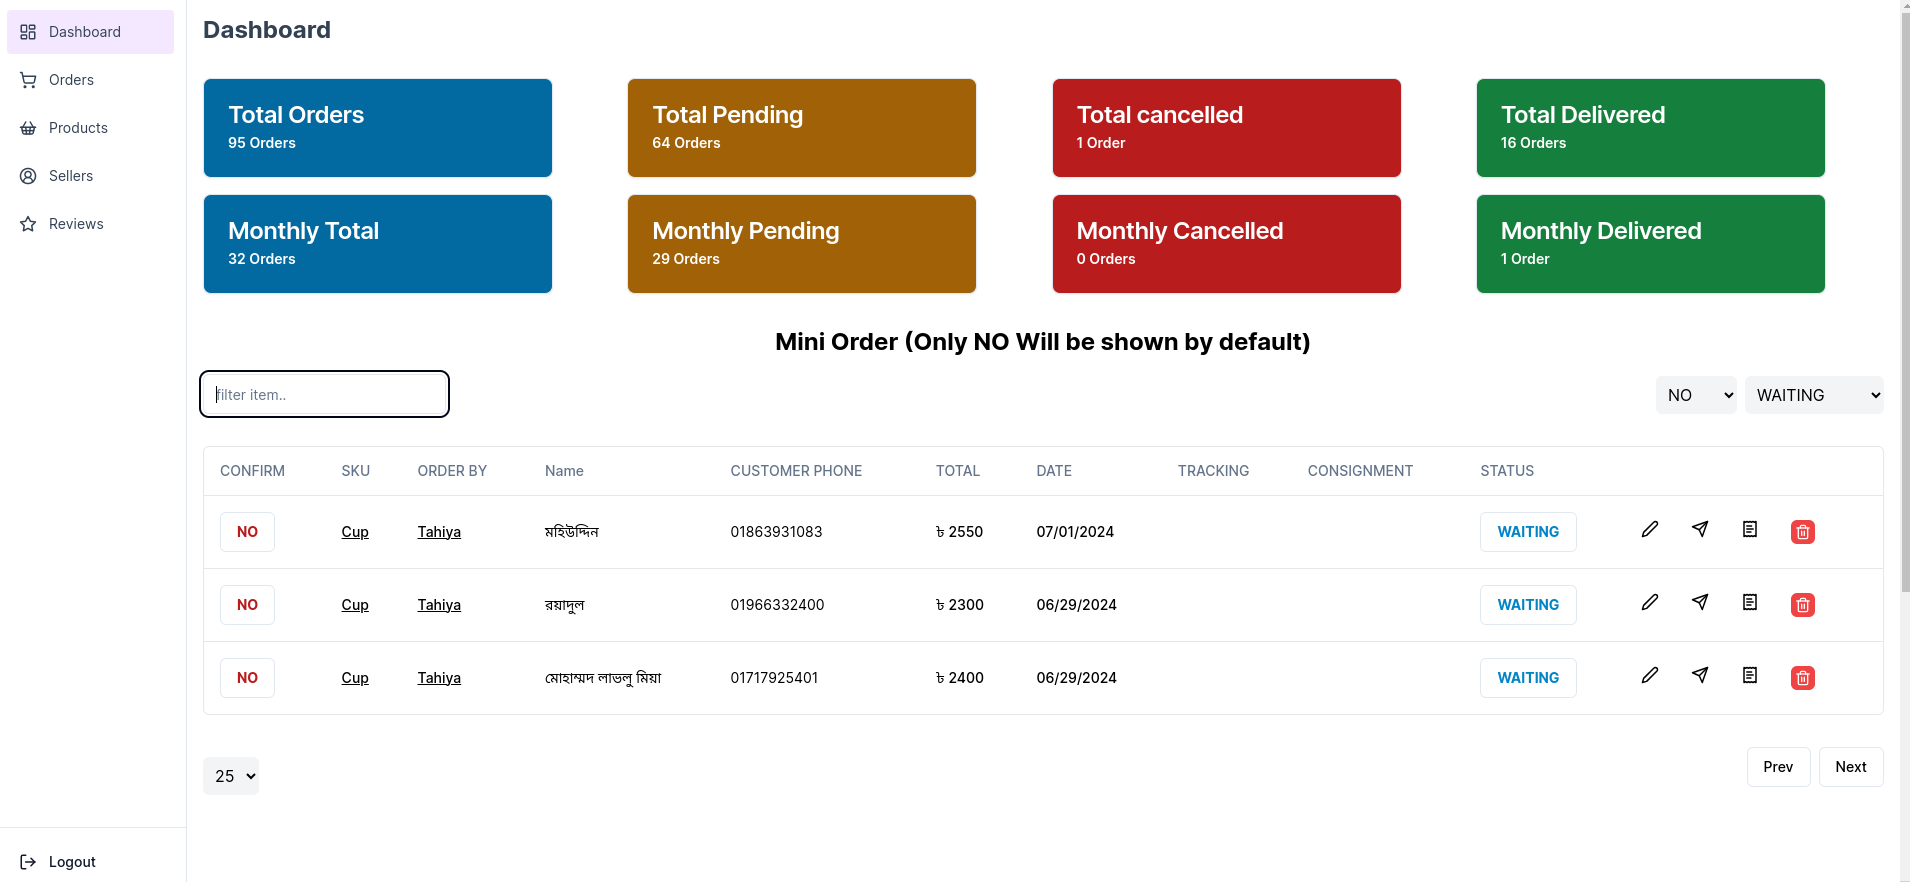 Dashboard
Orders
Products
Sellers
Reviews
Logout
Dashboard
Total Orders
95 Orders
Total Pending
64 Orders
Total cancelled
1 Order
Total Delivered
16 Orders
Monthly Total
32 Orders
Monthly Pending
29 Orders
Monthly Cancelled
0 Orders
Monthly Delivered
1 Order
Mini Order (Only NO Will be shown by default)
filter item.. NO WAITING
CONFIRM SKU ORDER BY Name CUSTOMER PHONE TOTAL DATE TRACKING CONSIGNMENT STATUS
NO Cup Tahiya মহিউদ্দিন 01863931083 ৳ 2550 07/01/2024 WAITING
NO Cup Tahiya রয়াদুল 01966332400 ৳ 2300 06/29/2024 WAITING
NO Cup Tahiya মোহাম্মদ লাভলু মিয়া 01717925401 ৳ 2400 06/29/2024 WAITING
25 Prev Next